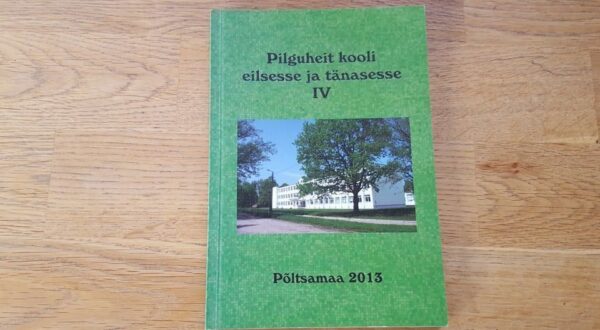 Pilguheit kooli
eilsesse ja tänasesse
IV
Põltsamaa 2013